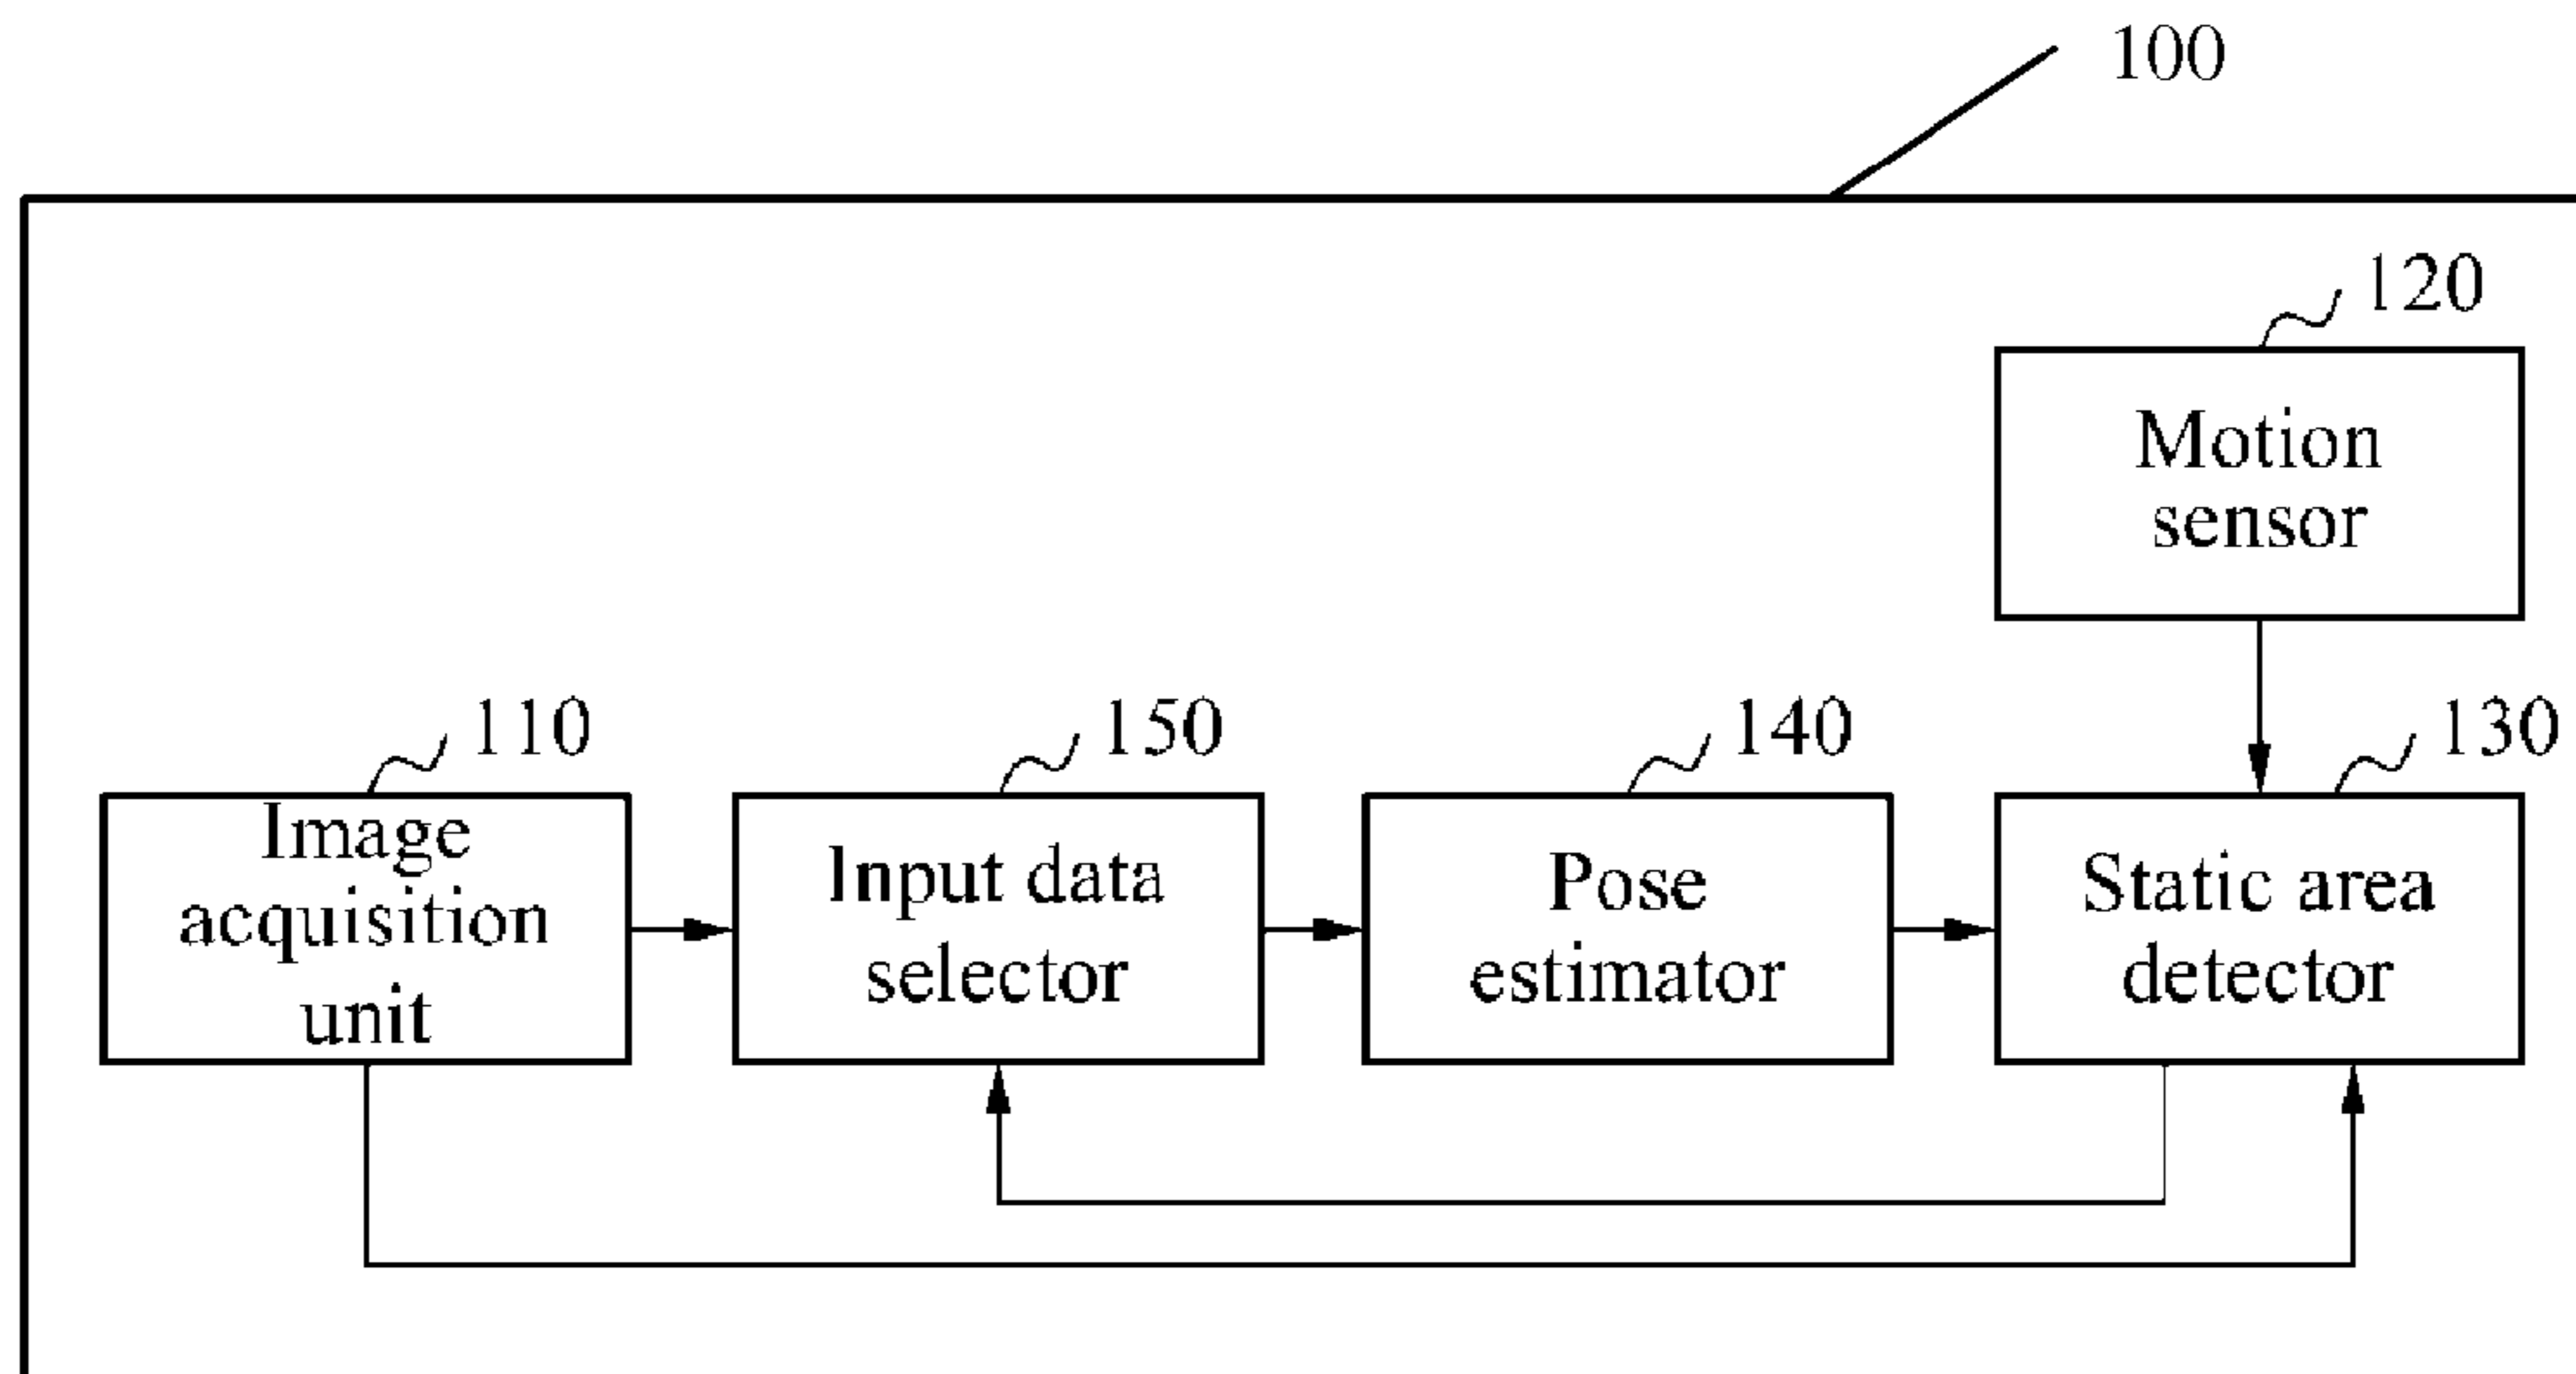 100
120
Motion
sensor
110
150
140
130
Image
acquisition
unit
Input data
selector
Pose
estimator
Static area
detector